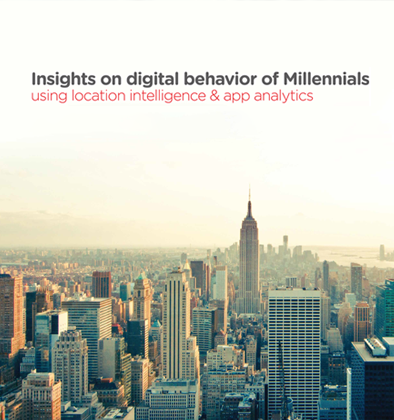 Insights on digital behavior of Millennials
using location intelligence & app analytics